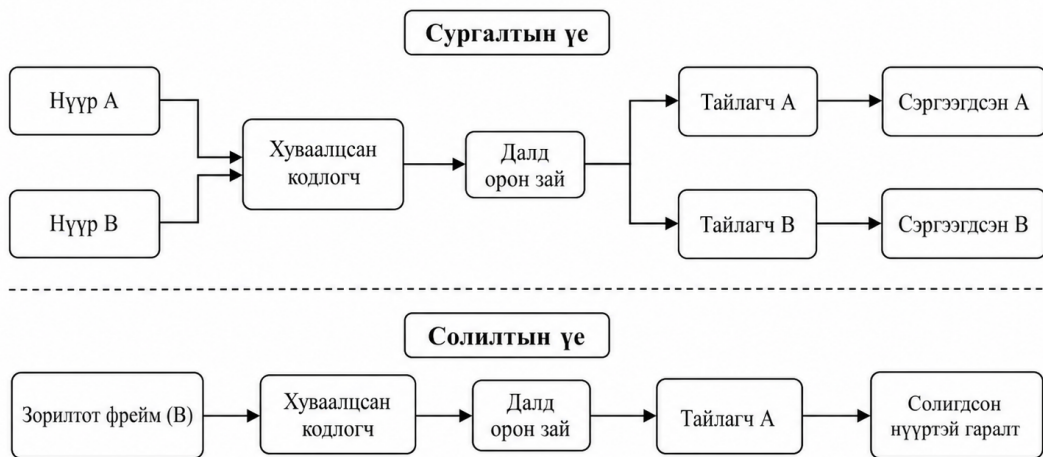 Сургалтын үе
Нүүр А
Нүүр В
Хуваалцсан
кодлогч
Далд
орон зай
Тайлагч А
Сэргээгдсэн А
Тайлагч В
Сэргээгдсэн В
Солилтын үе
Зорилтот фрейм (В)
Хуваалцсан
кодлогч
Далд
орон зай
Тайлагч А
Солигдсон
нүүртэй гаралт